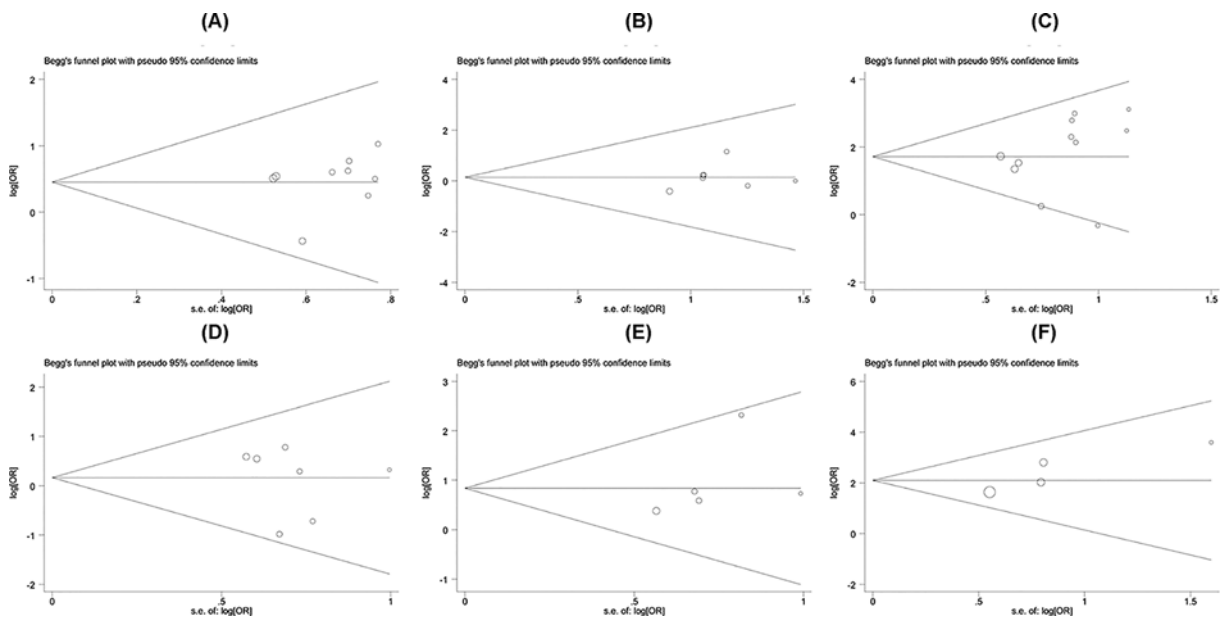 (A)
Begg's funnel plot with pseudo 95% confidence limits
2
1
0
-1
log[OR]
0 .2 .4 .6 .8
s.e. of: log[OR]
(B)
Begg's funnel plot with pseudo 95% confidence limits
4
2
0
-2
-4
log[OR]
0 .5 1 1.5
s.e. of: log[OR]
(C)
Begg's funnel plot with pseudo 95% confidence limits
4
2
0
-2
log[OR]
0 .5 1 1.5
s.e. of: log[OR]
(D)
Begg's funnel plot with pseudo 95% confidence limits
2
1
0
-1
-2
log[OR]
0 .5 1
s.e. of: log[OR]
(E)
Begg's funnel plot with pseudo 95% confidence limits
3
2
1
0
-1
log[OR]
0 .5 1
s.e. of: log[OR]
(F)
Begg's funnel plot with pseudo 95% confidence limits
6
4
2
0
-2
log[OR]
0 .5 1 1.5
s.e. of: log[OR]